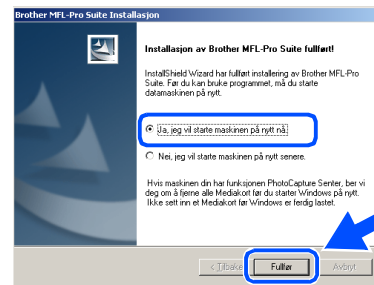 Brother MFL-Pro Suite Installasjon
Installasjon av Brother MFL-Pro Suite fullført!
InstallShield Wizard har fullført installering av Brother MFL-Pro
Suite. Før du kan bruke programmet, må du starte
datamaskinen på nytt.
Ja, jeg vil starte maskinen på nytt nå.
Nei, jeg vil starte maskinen på nytt senere.
Hvis maskinen din har funksjonen PhotoCapture Senter, ber vi
deg om å fjerne alle Mediakort før du starter Windows på nytt.
Ikke sett inn et Mediakort før Windows er ferdig lastet.
< Tilbake Fullfør Avbryt